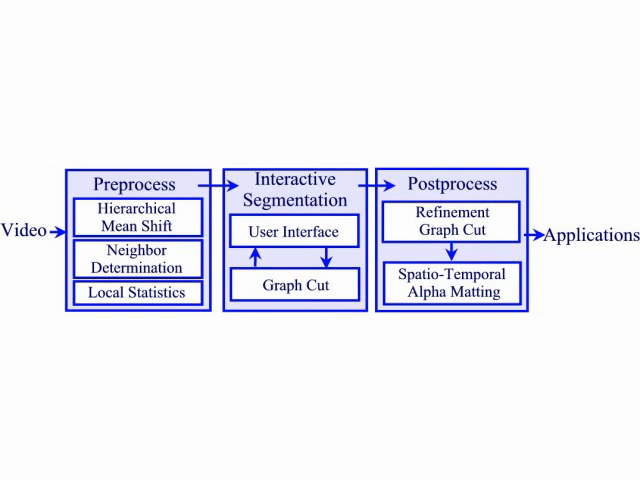 Video
Preprocess
Hierarchical
Mean Shift
Neighbor
Determination
Local Statistics
Interactive
Segmentation
User Interface
Graph Cut
Postprocess
Refinement
Graph Cut
Spatio-Temporal
Alpha Matting
Applications